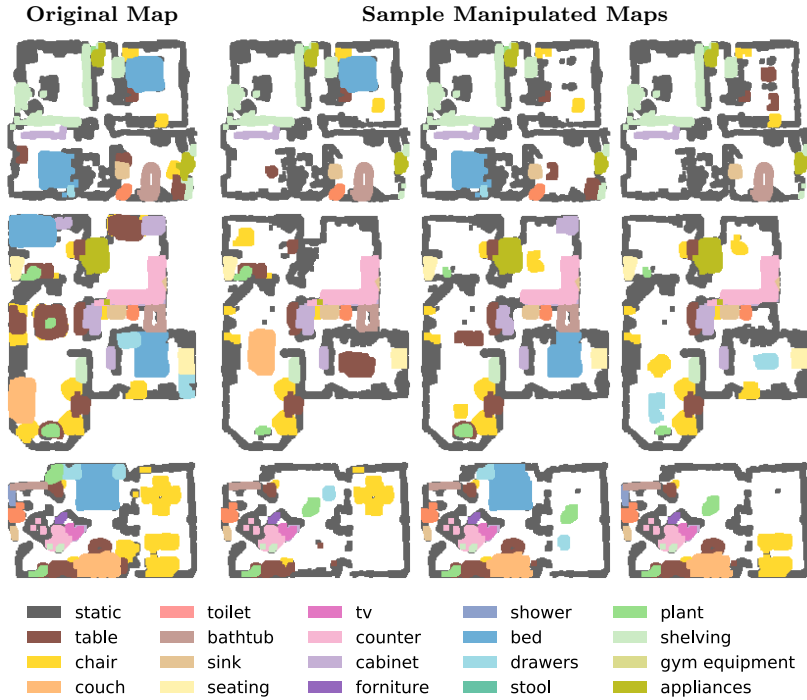 Original Map Sample Manipulated Maps
static toilet tv shower plant
table bathtub counter bed shelving
chair sink cabinet drawers gym equipment
couch seating forniture stool appliances